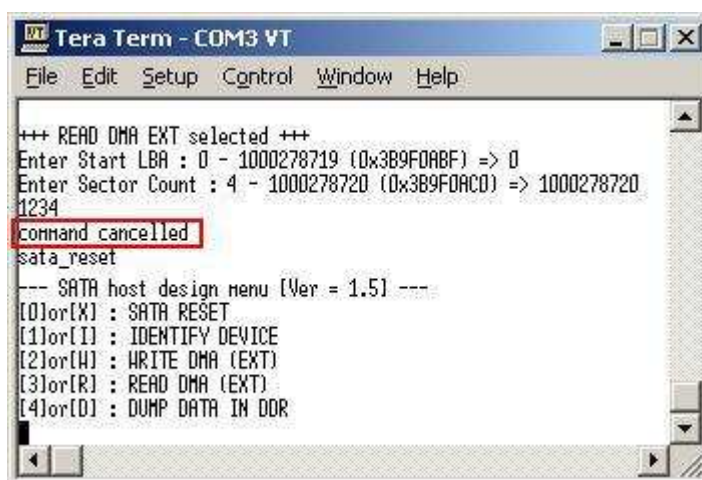 Tera Term - COM3 VT
File Edit Setup Control Window Help
+++ READ DMA EXT selected +++
Enter Start LBA : 0 - 1000278719 (0x3B9F0ABF) => 0
Enter Sector Count : 4 - 1000278720 (0x3B9F0AC0) => 1000278720
1234
command cancelled
sata_reset
--- SATA host design menu [Ver = 1.5] ---
[0]or[X] : SATA RESET
[1]or[I] : IDENTIFY DEVICE
[2]or[W] : WRITE DMA (EXT)
[3]or[R] : READ DMA (EXT)
[4]or[D] : DUMP DATA IN DDR